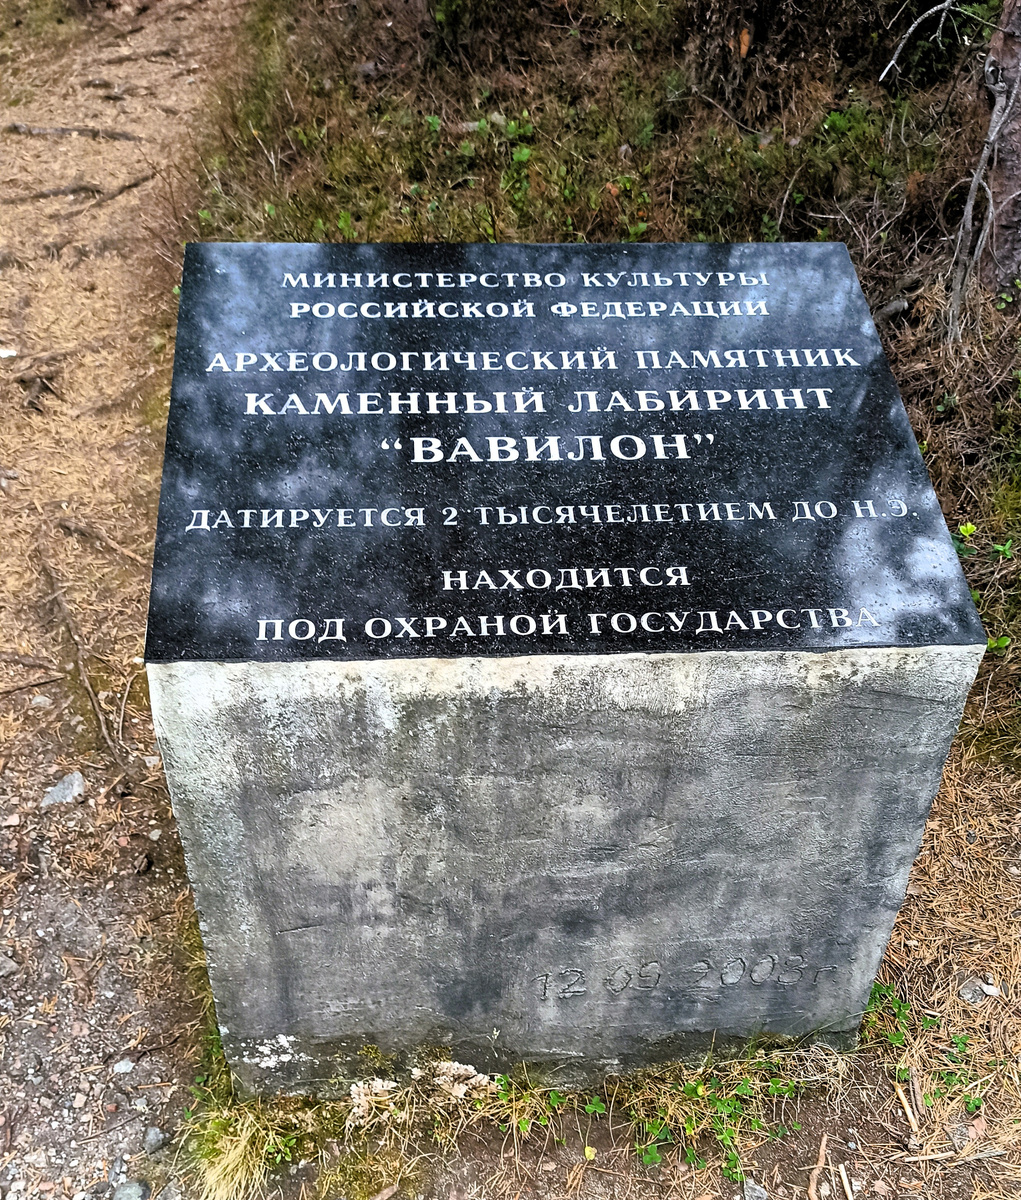 МИНИСТЕРСТВО КУЛЬТУРЫ
РОССИЙСКОЙ ФЕДЕРАЦИИ
АРХЕОЛОГИЧЕСКИЙ ПАМЯТНИК
КАМЕННЫЙ ЛАБИРИНТ
“ВАВИЛОН”
ДАТИРУЕТСЯ 2 ТЫСЯЧЕЛЕТИЕМ ДО Н.Э.
НАХОДИТСЯ
ПОД ОХРАНОЙ ГОСУДАРСТВА
12 09 2008 г.